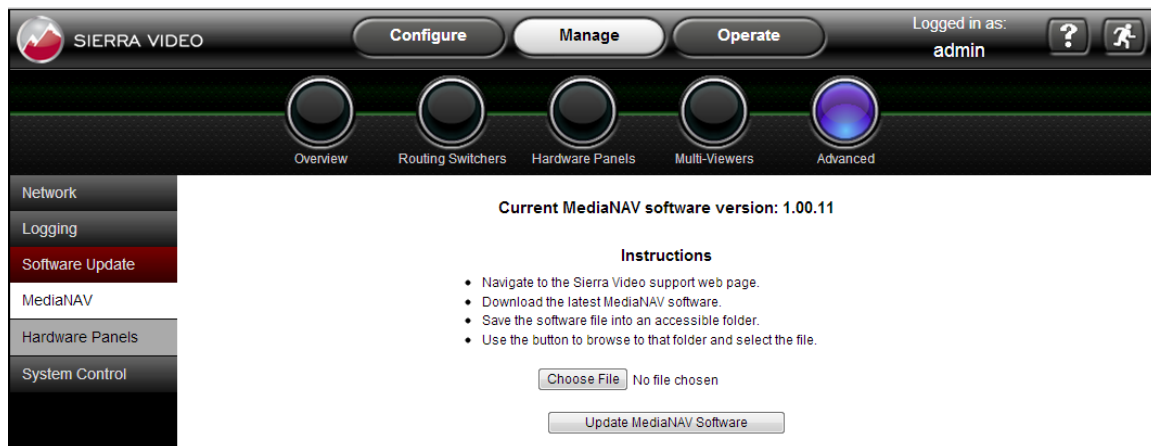 SIERRA VIDEO
Configure
Manage
Operate
Logged in as:
admin
?
Overview
Routing Switchers
Hardware Panels
Multi-Viewers
Advanced
Network
Logging
Software Update
MediaNAV
Hardware Panels
System Control
Current MediaNAV software version: 1.00.11
Instructions
• Navigate to the Sierra Video support web page.
• Download the latest MediaNAV software.
• Save the software file into an accessible folder.
• Use the button to browse to that folder and select the file.
Choose File No file chosen
Update MediaNAV Software